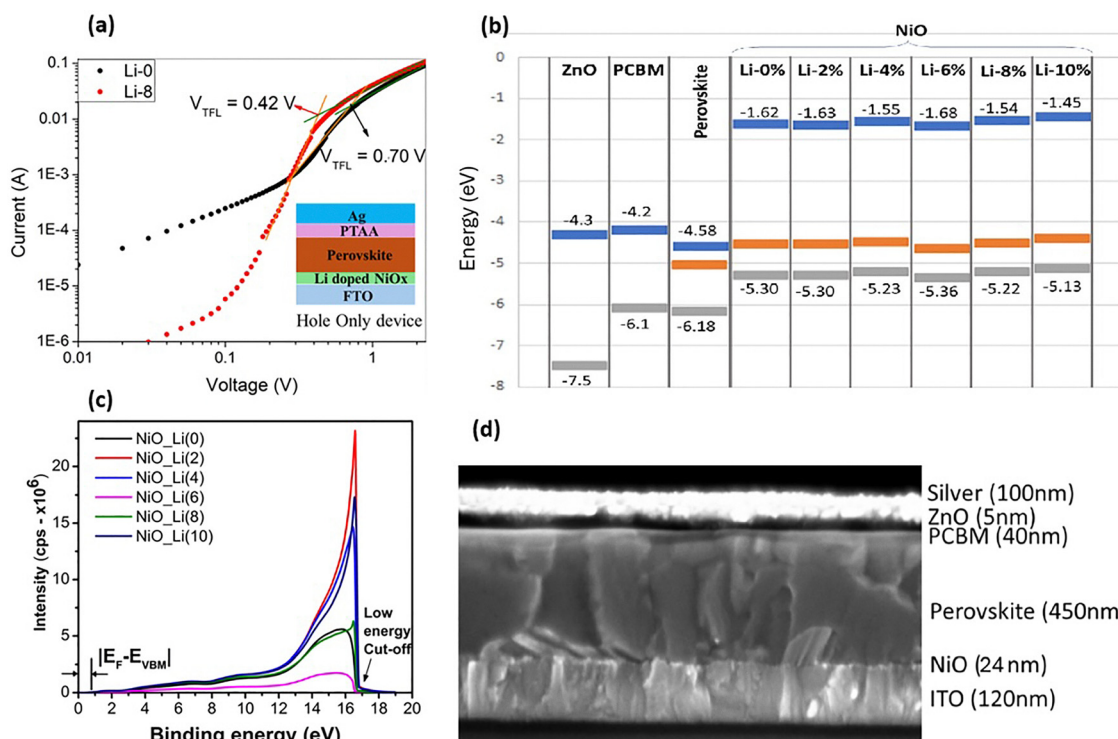 (a)
0.1
0.01
1E-3
1E-4
1E-5
1E-6
Current (A)
Li-0
Li-8
V_TFL = 0.42 V
V_TFL = 0.70 V
Ag
PTAA
Perovskite
Li doped NiOx
FTO
Hole Only device
0.01
0.1
1
Voltage (V)
(b)
NiO
Energy (eV)
0
-1
-2
-3
-4
-5
-6
-7
-8
ZnO
PCBM
Perovskite
Li-0%
Li-2%
Li-4%
Li-6%
Li-8%
Li-10%
-1.62
-1.63
-1.55
-1.68
-1.54
-1.45
-4.3
-4.2
-4.58
-5.30
-5.30
-5.23
-5.36
-5.22
-5.13
-6.1
-6.18
-7.5
(c)
Intensity (cps - x10⁶)
20
15
10
5
0
NiO_Li(0)
NiO_Li(2)
NiO_Li(4)
NiO_Li(6)
NiO_Li(8)
NiO_Li(10)
|E_F-E_VBM|
Low
energy
Cut-off
0 2 4 6 8 10 12 14 16 18 20
Binding energy (eV)
(d)
Silver (100nm)
ZnO (5nm)
PCBM (40nm)
Perovskite (450nm
NiO (24 nm)
ITO (120nm)